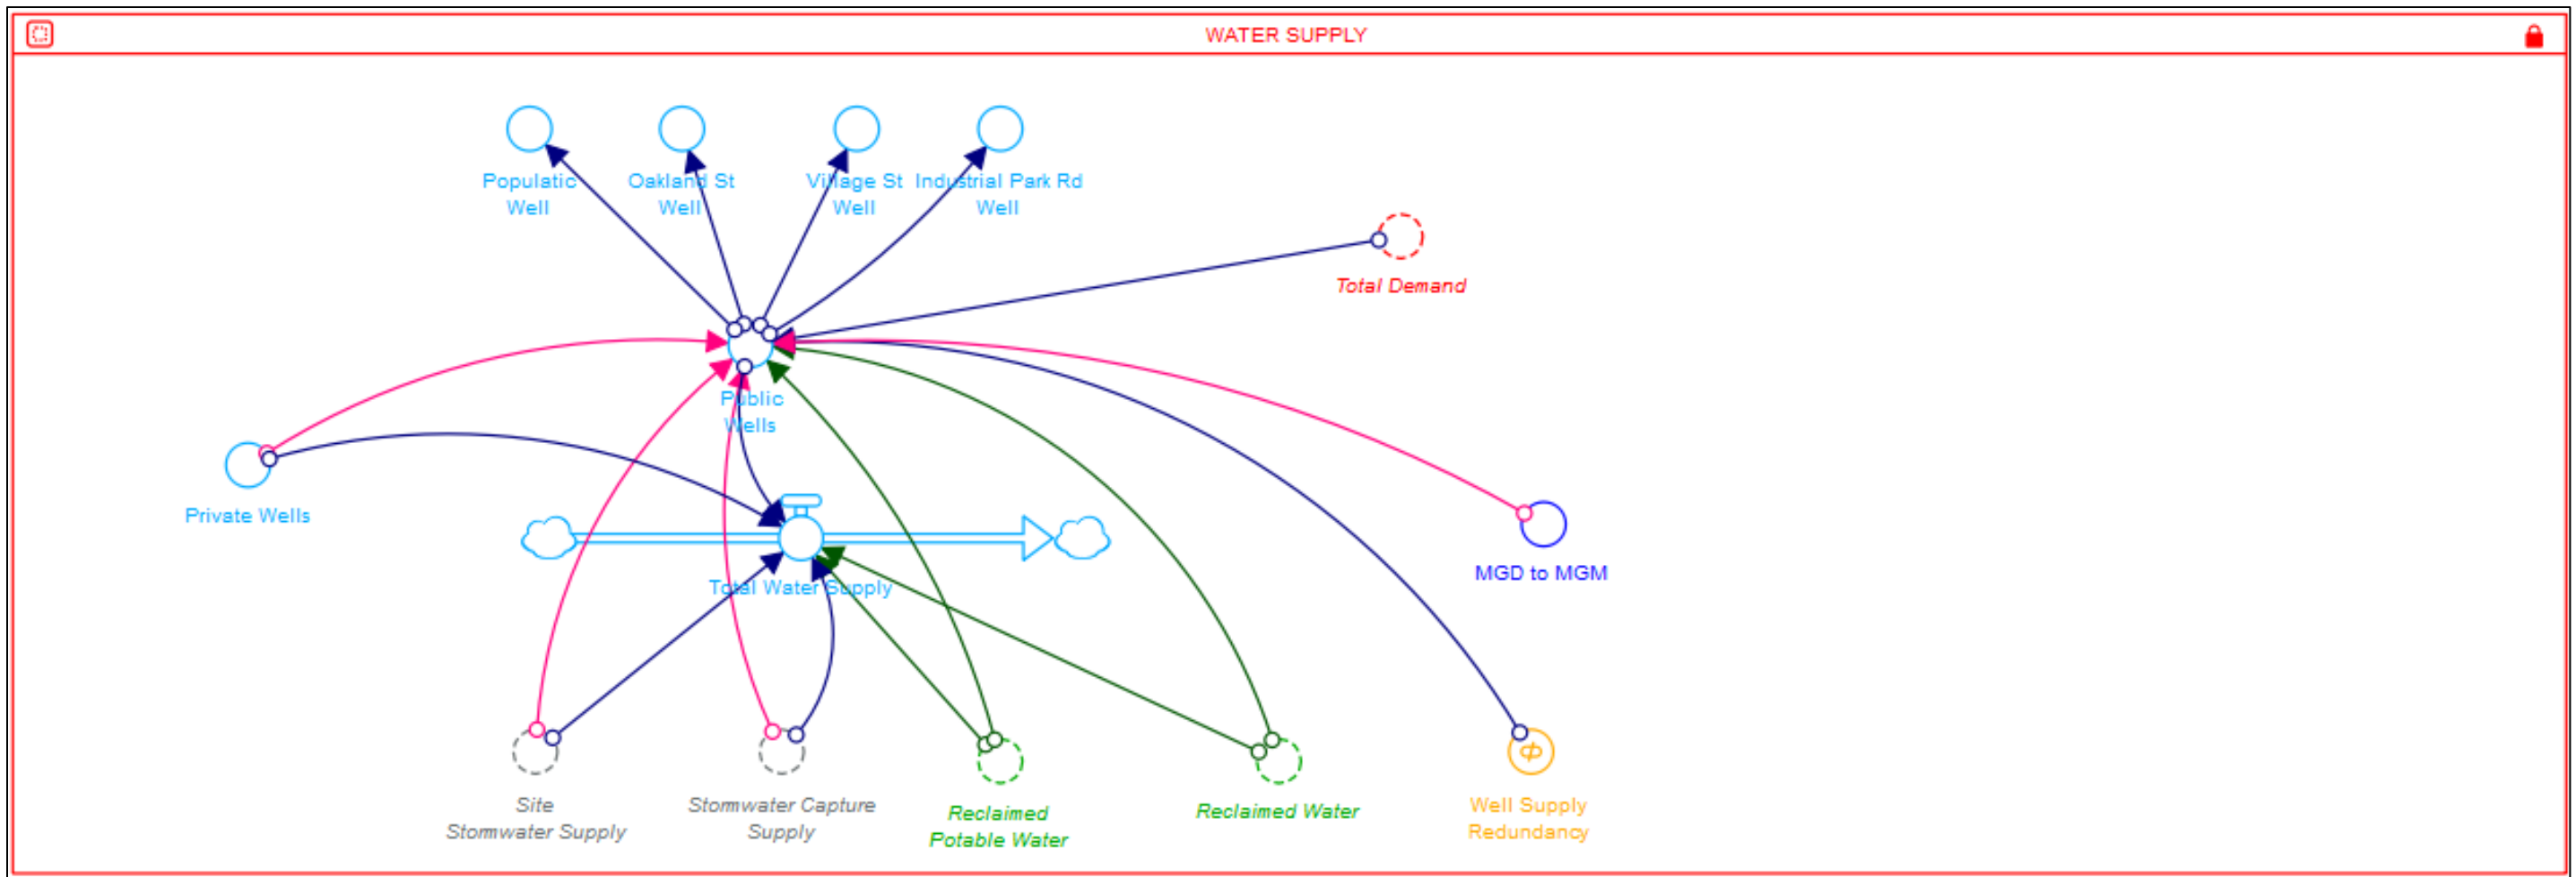 WATER SUPPLY
Populatic
Well
Oakland St
Well
Village St
Well
Industrial Park Rd
Well
Total Demand
Public
Wells
Private Wells
Total Water Supply
MGD to MGM
Site
Stormwater Supply
Stormwater Capture
Supply
Reclaimed
Potable Water
Reclaimed Water
Well Supply
Redundancy